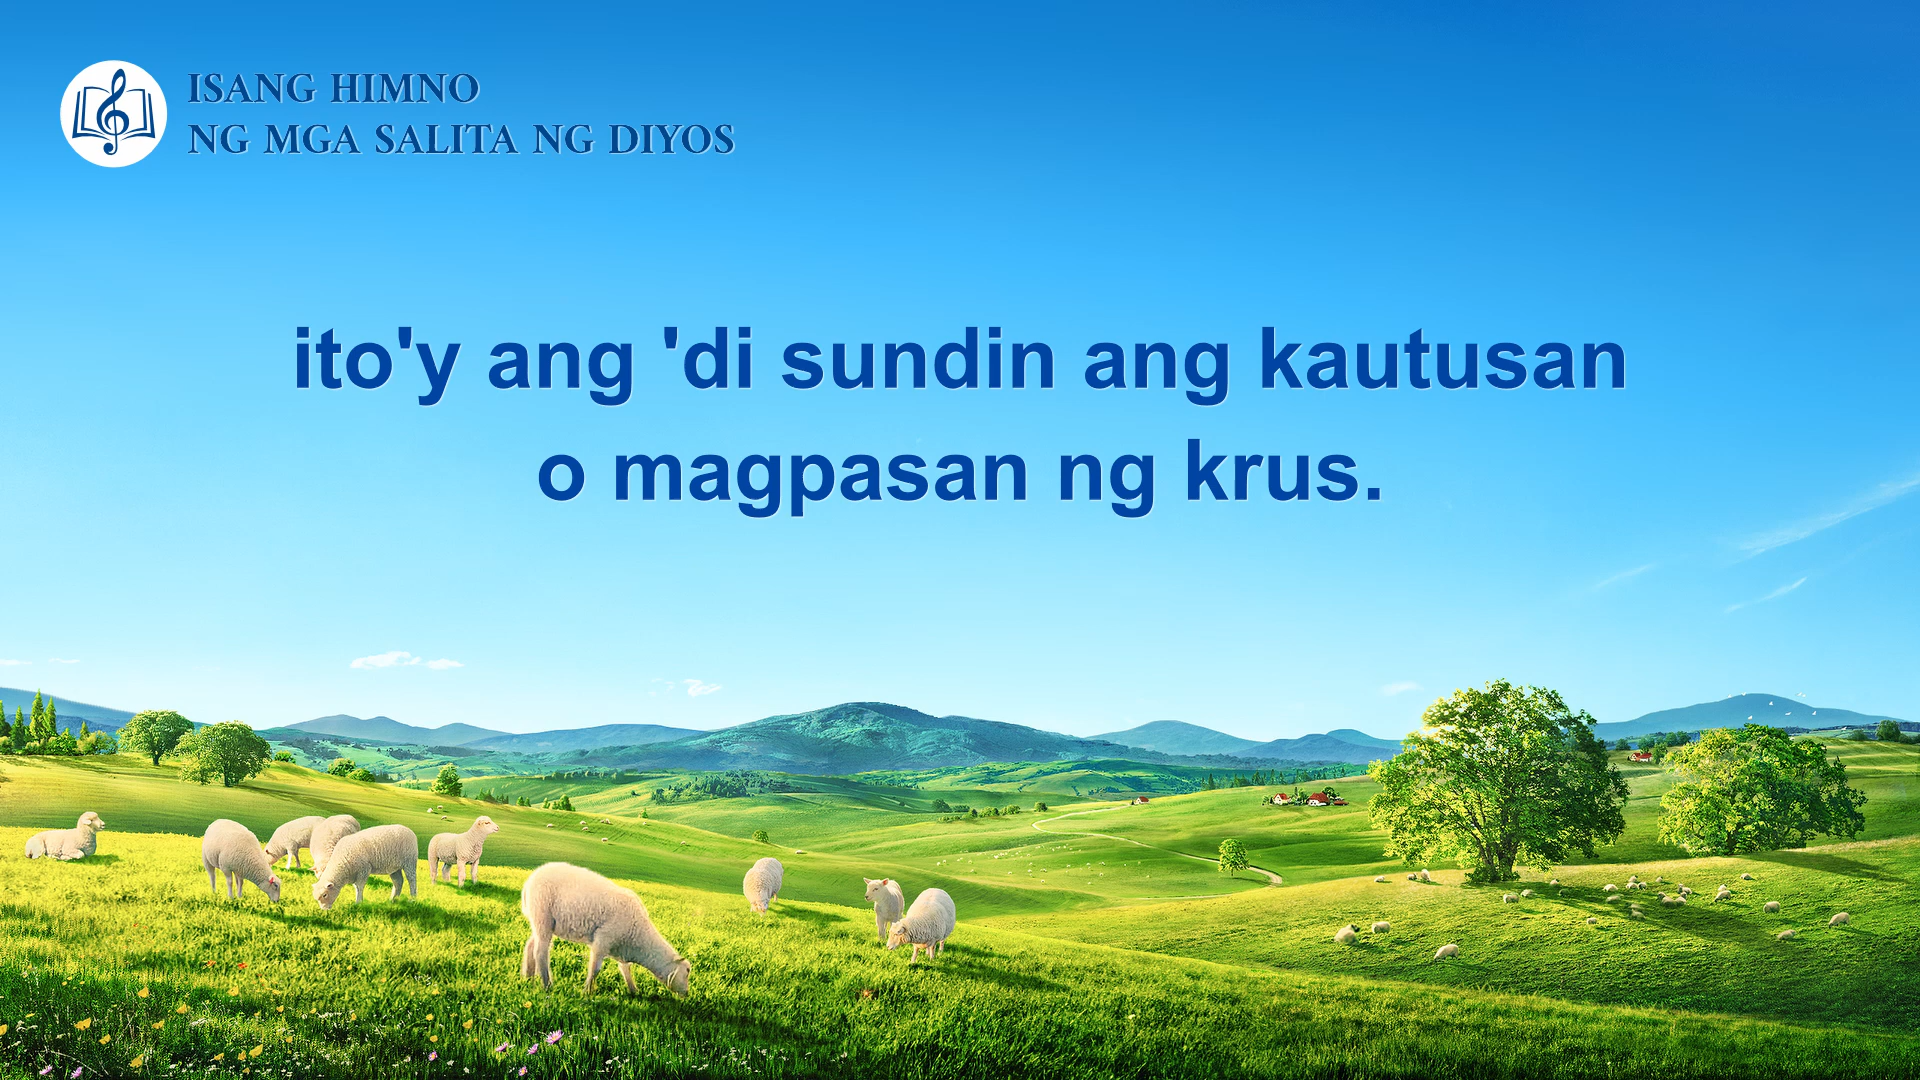 ISANG HIMNO
NG MGA SALITA NG DIYOS
ito'y ang 'di sundin ang kautusan
o magpasan ng krus.